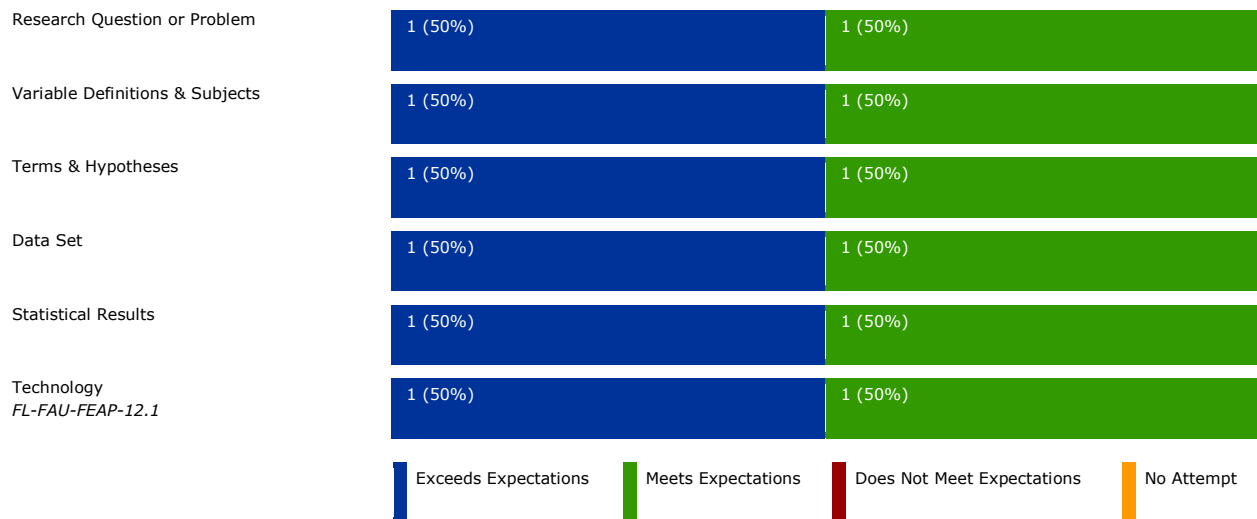 Research Question or Problem
1 (50%) 1 (50%)
Variable Definitions & Subjects
1 (50%) 1 (50%)
Terms & Hypotheses
1 (50%) 1 (50%)
Data Set
1 (50%) 1 (50%)
Statistical Results
1 (50%) 1 (50%)
Technology
FL-FAU-FEAP-12.1
1 (50%) 1 (50%)
Exceeds Expectations Meets Expectations Does Not Meet Expectations No Attempt